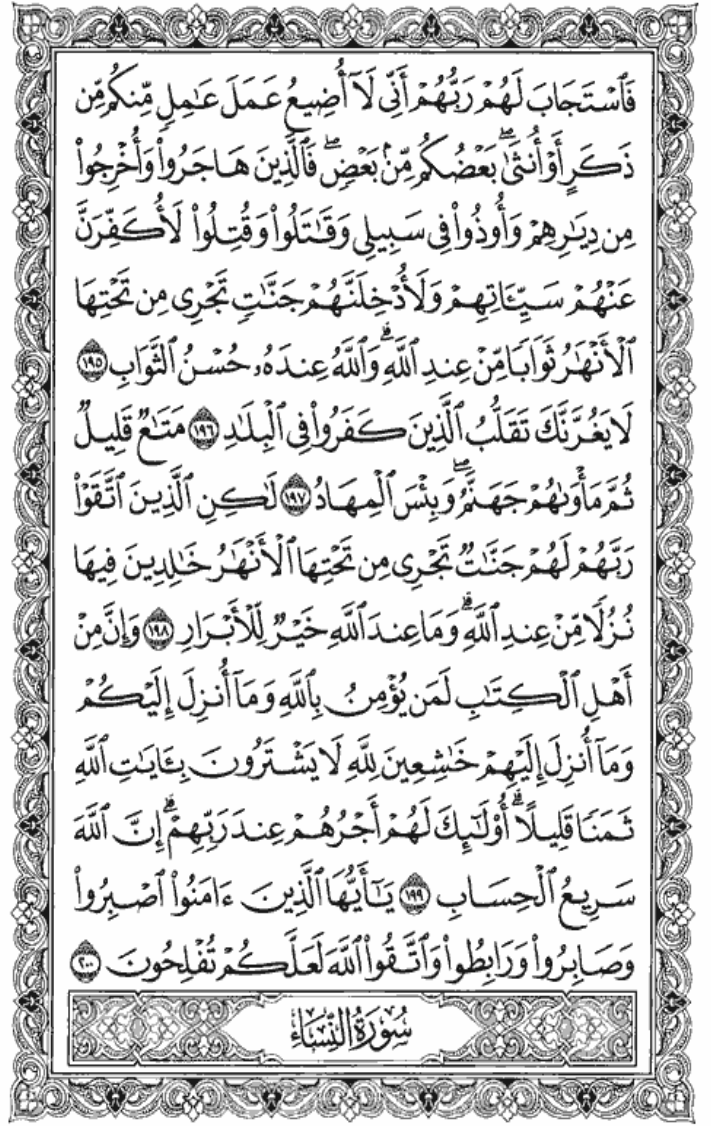 فَٱسْتَجَابَ لَهُمْ رَبُّهُمْ أَنِّى لَآ أُضِيعُ عَمَلَ عَٰمِلٍ مِّنكُم مِّن
ذَكَرٍ أَوْ أُنثَىٰ ۖ بَعْضُكُم مِّنۢ بَعْضٍ ۖ فَٱلَّذِينَ هَاجَرُوا۟ وَأُخْرِجُوا۟
مِن دِيَٰرِهِمْ وَأُوذُوا۟ فِى سَبِيلِى وَقَٰتَلُوا۟ وَقُتِلُوا۟ لَأُكَفِّرَنَّ
عَنْهُمْ سَيِّـَٔاتِهِمْ وَلَأُدْخِلَنَّهُمْ جَنَّٰتٍ تَجْرِى مِن تَحْتِهَا
ٱلْأَنْهَٰرُ ثَوَابًا مِّنْ عِندِ ٱللَّهِ ۗ وَٱللَّهُ عِندَهُۥ حُسْنُ ٱلثَّوَابِ ١٩٥
لَا يَغُرَّنَّكَ تَقَلُّبُ ٱلَّذِينَ كَفَرُوا۟ فِى ٱلْبِلَٰدِ ١٩٦ مَتَٰعٌ قَلِيلٌ
ثُمَّ مَأْوَىٰهُمْ جَهَنَّمُ ۖ وَبِئْسَ ٱلْمِهَادُ ١٩٧ لَٰكِنِ ٱلَّذِينَ ٱتَّقَوْا۟
رَبَّهُمْ لَهُمْ جَنَّٰتٌ تَجْرِى مِن تَحْتِهَا ٱلْأَنْهَٰرُ خَٰلِدِينَ فِيهَا
نُزُلًا مِّنْ عِندِ ٱللَّهِ ۗ وَمَا عِندَ ٱللَّهِ خَيْرٌ لِّلْأَبْرَارِ ١٩٨ وَإِنَّ مِنْ
أَهْلِ ٱلْكِتَٰبِ لَمَن يُؤْمِنُ بِٱللَّهِ وَمَآ أُنزِلَ إِلَيْكُمْ
وَمَآ أُنزِلَ إِلَيْهِمْ خَٰشِعِينَ لِلَّهِ لَا يَشْتَرُونَ بِـَٔايَٰتِ ٱللَّهِ
ثَمَنًا قَلِيلًا ۗ أُو۟لَٰٓئِكَ لَهُمْ أَجْرُهُمْ عِندَ رَبِّهِمْ ۗ إِنَّ ٱللَّهَ
سَرِيعُ ٱلْحِسَابِ ١٩٩ يَٰٓأَيُّهَا ٱلَّذِينَ ءَامَنُوا۟ ٱصْبِرُوا۟
وَصَابِرُوا۟ وَرَابِطُوا۟ وَٱتَّقُوا۟ ٱللَّهَ لَعَلَّكُمْ تُفْلِحُونَ ٢٠٠
سُورَةُ النِّسَاءِ